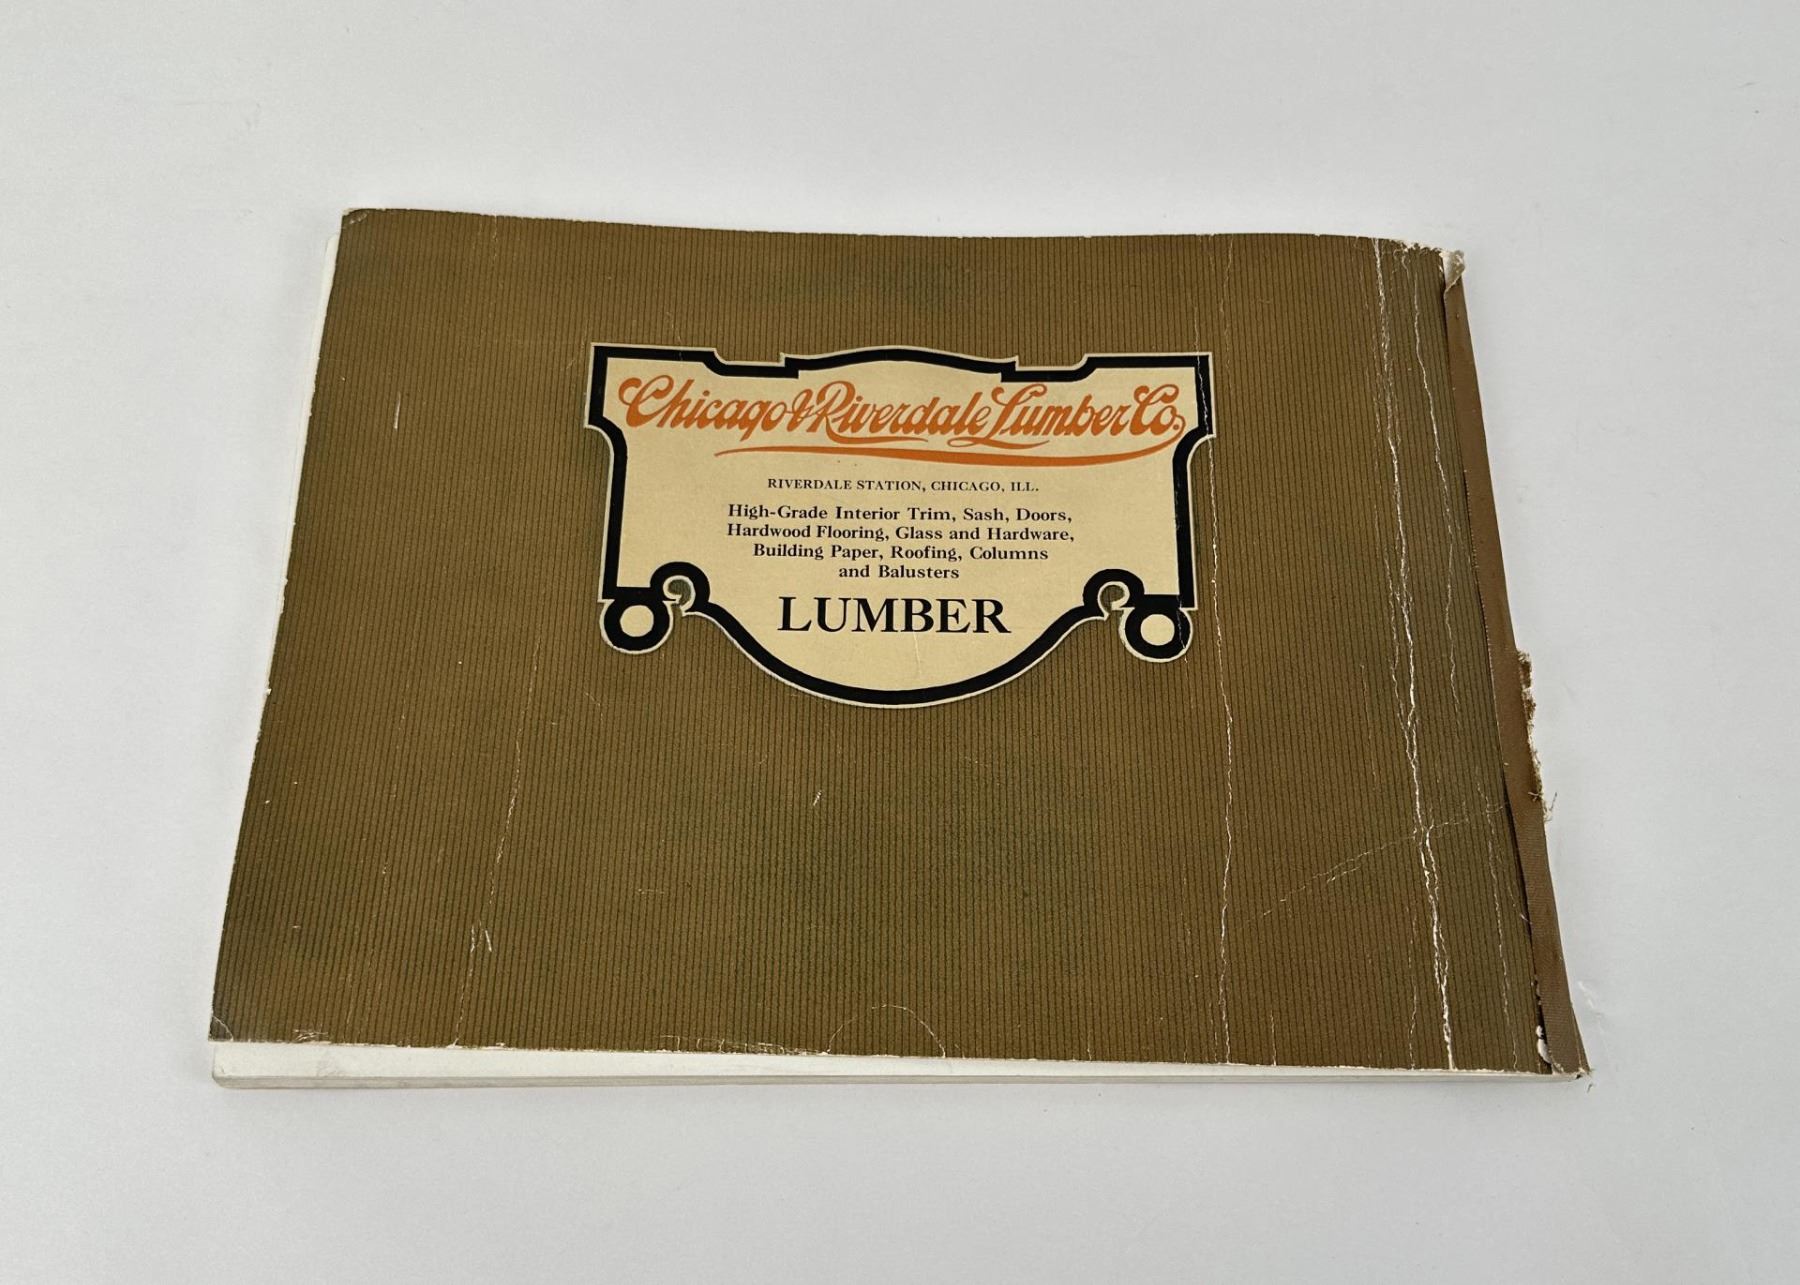 Chicago & Riverdale Lumber Co.
RIVERDALE STATION, CHICAGO, ILL.
High-Grade Interior Trim, Sash, Doors,
Hardwood Flooring, Glass and Hardware,
Building Paper, Roofing, Columns
and Balusters
LUMBER